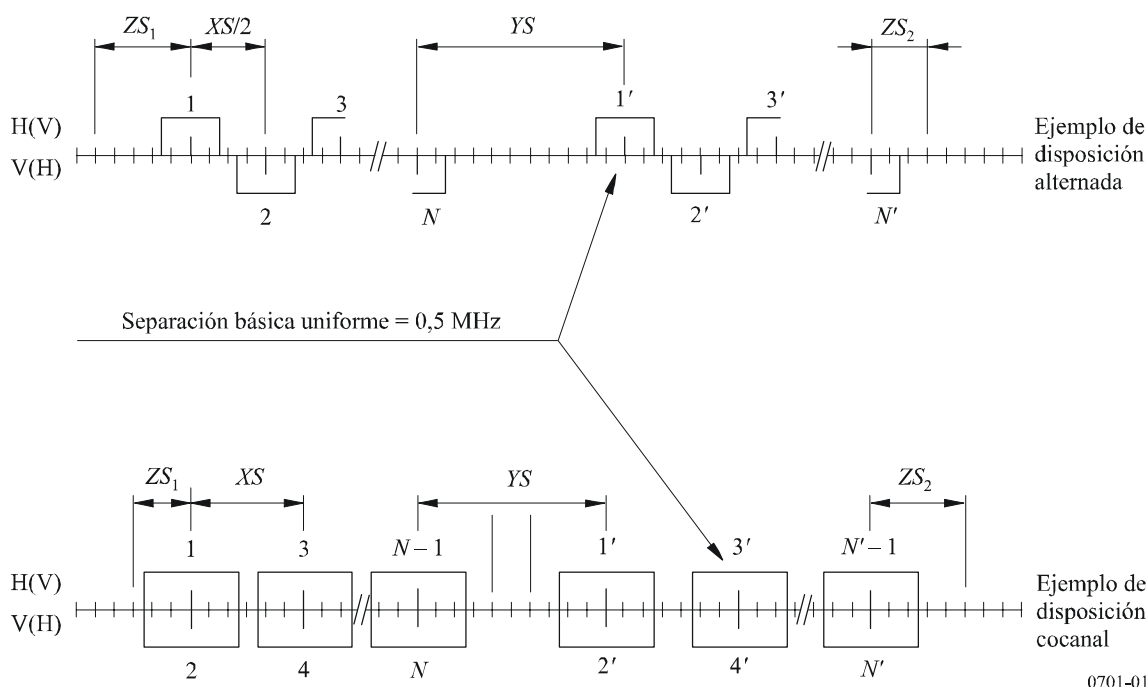 ZS₁ XS/2 YS ZS₂
1 3 1′ 3′
H(V)
V(H)
2 N 2′ N′
Ejemplo de
disposición
alternada
Separación básica uniforme = 0,5 MHz
ZS₁ XS YS ZS₂
1 3 N – 1 1′ 3′ N′– 1
H(V)
V(H)
2 4 N 2′ 4′ N′
Ejemplo de
disposición
cocanal
0701-01